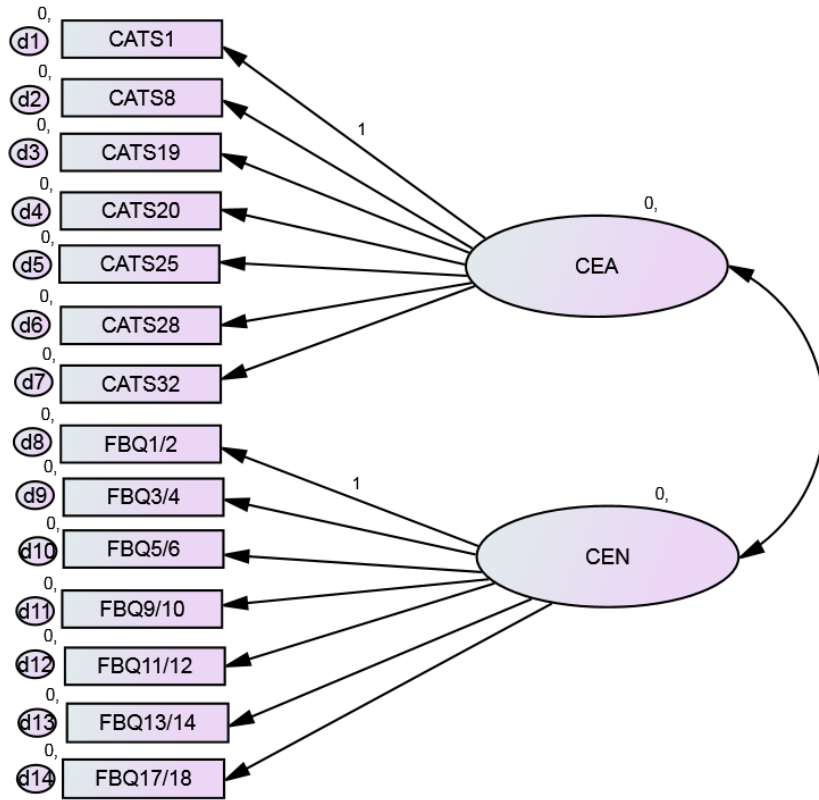 0,
d1 CATS1
0,
d2 CATS8
0,
d3 CATS19
1
0,
d4 CATS20
0,
0,
d5 CATS25
CEA
0,
d6 CATS28
0,
d7 CATS32
0,
d8 FBQ1/2
0,
d9 FBQ3/4
1
0,
0,
d10 FBQ5/6
CEN
0,
d11 FBQ9/10
0,
d12 FBQ11/12
0,
d13 FBQ13/14
0,
d14 FBQ17/18